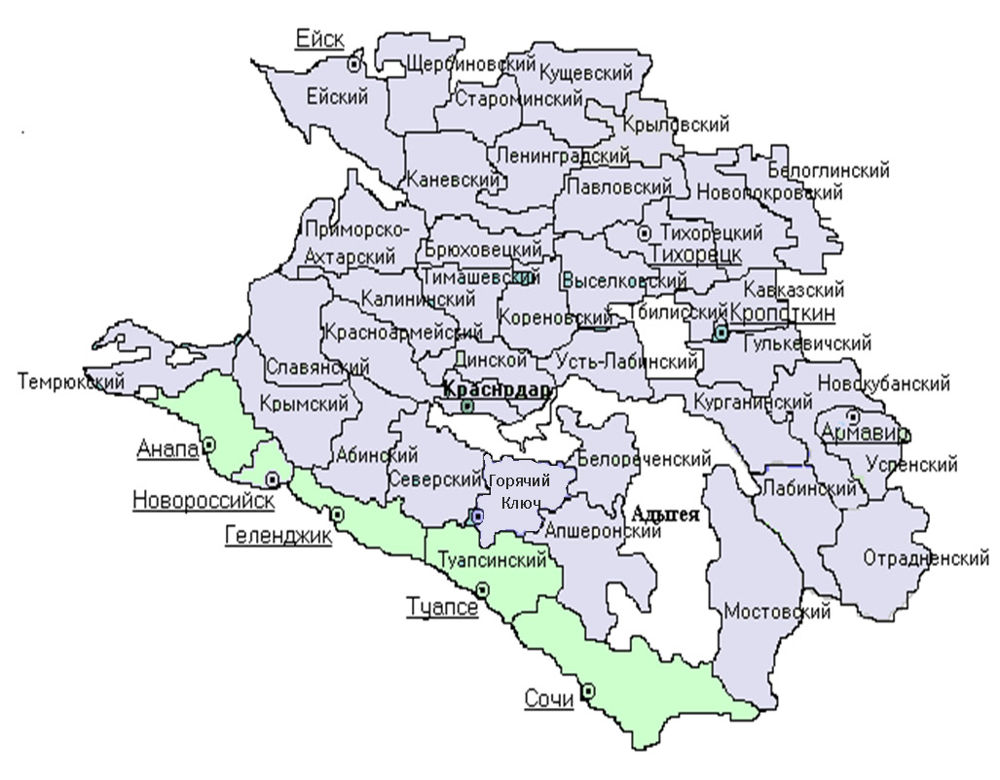 Ейск
Щербиновский
Кущевский
Ейский
Староминский
Крыловский
Ленинградский
Белоглинский
Каневский
Павловский
Новопокровский
Приморско-
Ахтарский
Тихорецкий
Брюховецкий
Тихорецк
Тимашевский
Выселковский
Кавказский
Калининский
Кореновский
Тбилисский
Кропоткин
Красноармейский
Гулькевичский
Динской
Усть-Лабинский
Славянский
Темрюкский
Новокубанский
Краснрдар
Крымский
Курганинский
Армавир
Анапа
Абинский
Белореченский
Успенский
Северский
Горячий
Ключ
Лабинский
Новороссийск
Адыгея
Геленджик
Апшеронский
Туапсинский
Отрадненский
Туапсе
Мостовский
Сочи